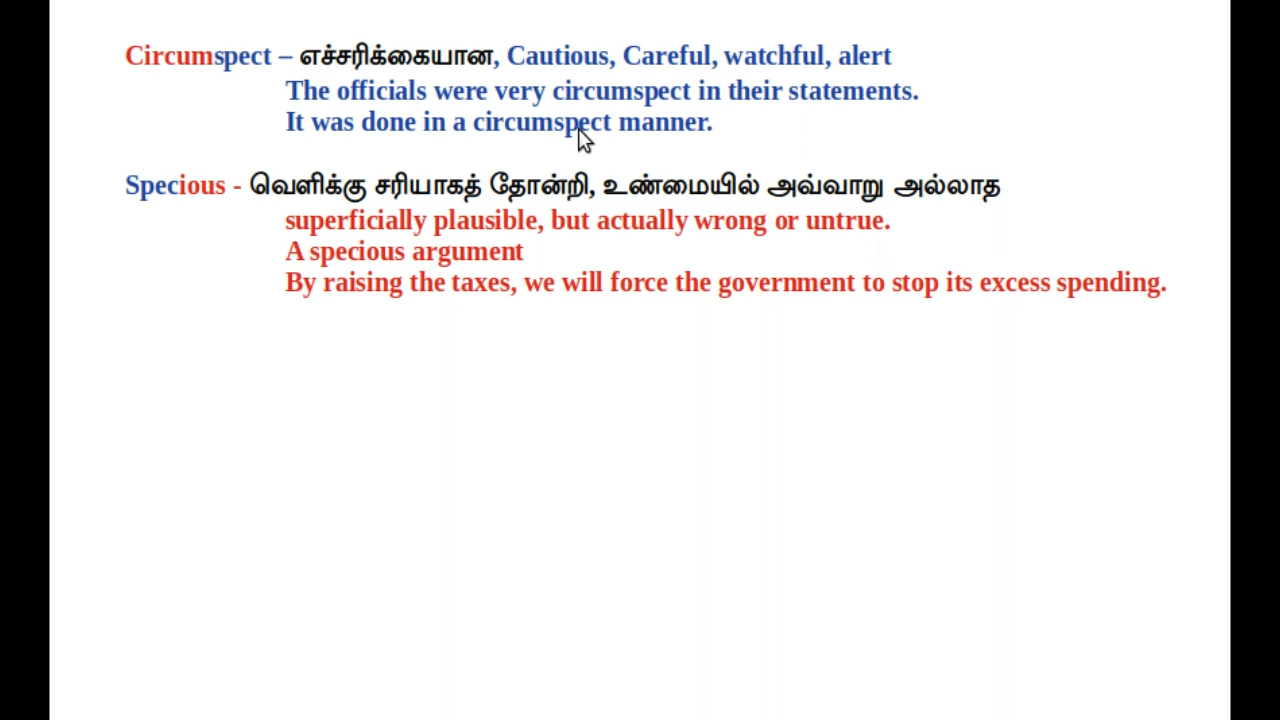 Circumspect – எச்சரிக்கையான, Cautious, Careful, watchful, alert
The officials were very circumspect in their statements.
It was done in a circumspect manner.
Specious - வெளிக்கு சரியாகத் தோன்றி, உண்மையில் அவ்வாறு அல்லாத
superficially plausible, but actually wrong or untrue.
A specious argument
By raising the taxes, we will force the government to stop its excess spending.